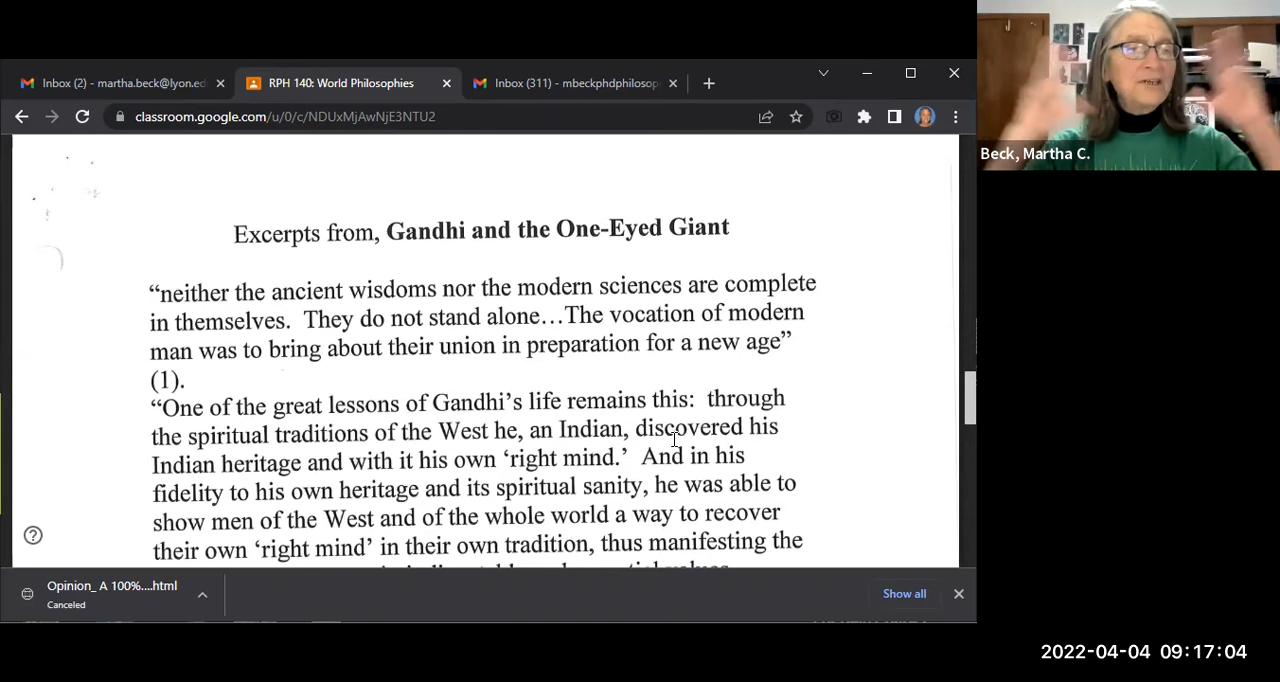 Inbox (2) - martha.beck@lyon.ed
RPH 140: World Philosophies
Inbox (311) - mbeckphdphilosop
classroom.google.com/u/0/c/NDUxMjAwNjE3NTU2
Beck, Martha C.
Excerpts from, Gandhi and the One-Eyed Giant
“neither the ancient wisdoms nor the modern sciences are complete
in themselves. They do not stand alone…The vocation of modern
man was to bring about their union in preparation for a new age”
(1).
“One of the great lessons of Gandhi’s life remains this: through
the spiritual traditions of the West he, an Indian, discovered his
Indian heritage and with it his own ‘right mind.’ And in his
fidelity to his own heritage and its spiritual sanity, he was able to
show men of the West and of the whole world a way to recover
their own ‘right mind’ in their own tradition, thus manifesting the
Opinion_ A 100%....html
Canceled
Show all
2022-04-04 09:17:04